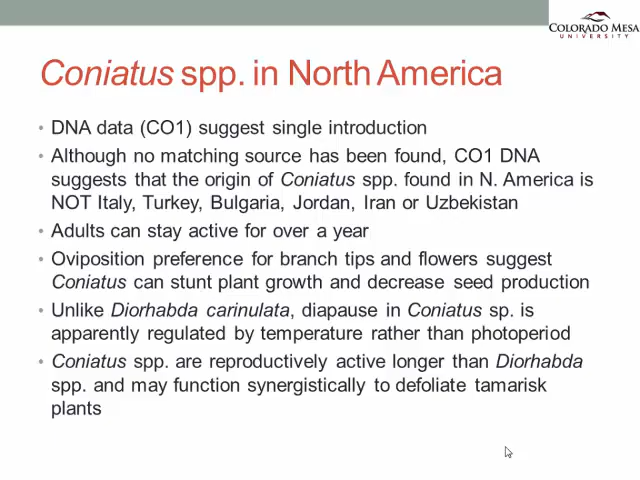 COLORADO MESA
UNIVERSITY
Coniatus spp. in North America
• DNA data (CO1) suggest single introduction
• Although no matching source has been found, CO1 DNA
suggests that the origin of Coniatus spp. found in N. America is
NOT Italy, Turkey, Bulgaria, Jordan, Iran or Uzbekistan
• Adults can stay active for over a year
• Oviposition preference for branch tips and flowers suggest
Coniatus can stunt plant growth and decrease seed production
• Unlike Diorhabda carinulata, diapause in Coniatus sp. is
apparently regulated by temperature rather than photoperiod
• Coniatus spp. are reproductively active longer than Diorhabda
spp. and may function synergistically to defoliate tamarisk
plants